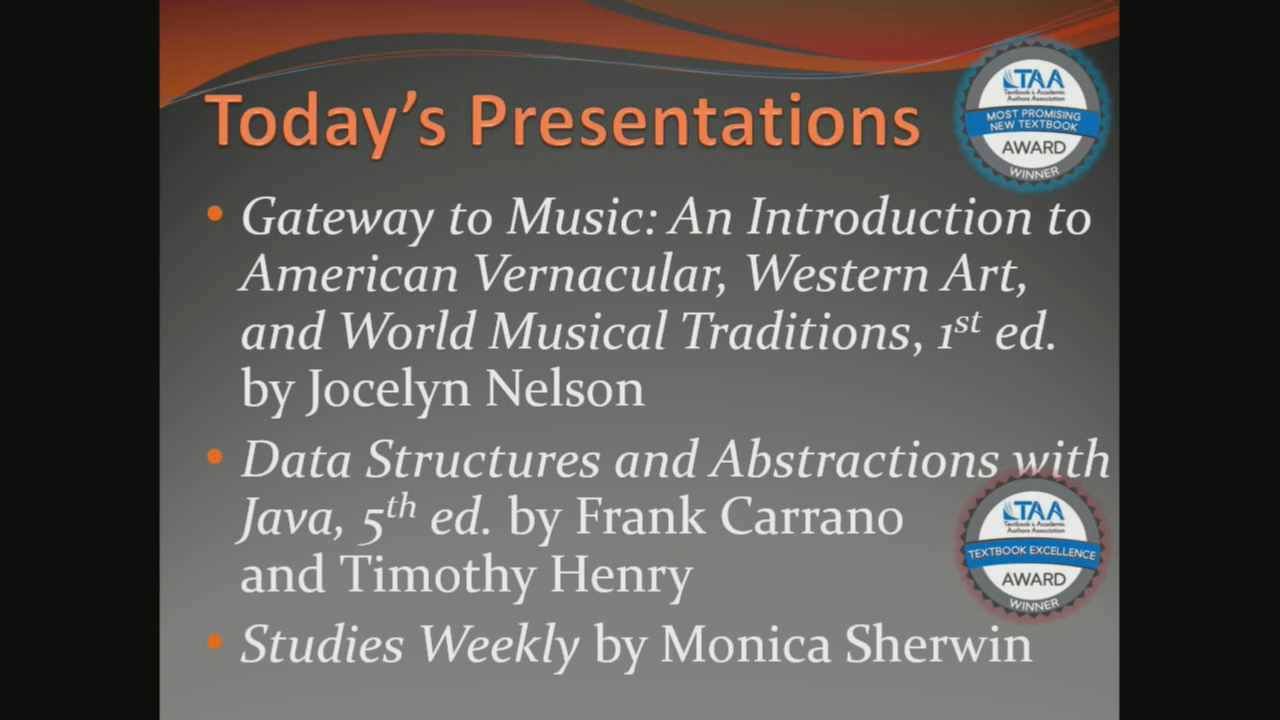 Today's Presentations
TAA
Textbook & Academic
Authors Association
MOST PROMISING
NEW TEXTBOOK
AWARD
WINNER
• Gateway to Music: An Introduction to
American Vernacular, Western Art,
and World Musical Traditions, 1st ed.
by Jocelyn Nelson
• Data Structures and Abstractions with
Java, 5th ed. by Frank Carrano
and Timothy Henry
TAA
Textbook & Academic
Authors Association
TEXTBOOK EXCELLENCE
AWARD
WINNER
• Studies Weekly by Monica Sherwin